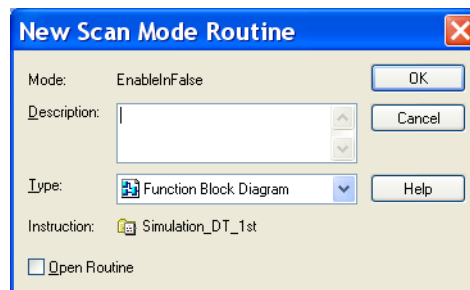 New Scan Mode Routine
Mode: EnableInFalse OK
Description: Cancel
Type: Function Block Diagram Help
Instruction: Simulation_DT_1st
Open Routine